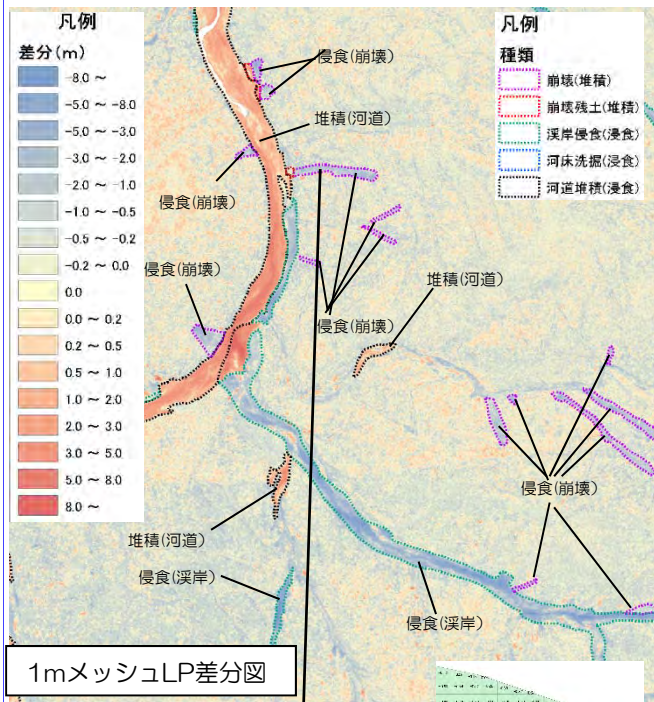 凡例
差分(m)
-8.0 ～
-5.0 ～ -8.0
-5.0 ～ -3.0
-3.0 ～ -2.0
-2.0 ～ -1.0
-1.0 ～ -0.5
-0.5 ～ -0.2
-0.2 ～ 0.0
0.0
0.0 ～ 0.2
0.2 ～ 0.5
0.5 ～ 1.0
1.0 ～ 2.0
2.0 ～ 3.0
3.0 ～ 5.0
5.0 ～ 8.0
8.0 ～
凡例
種類
崩壊(堆積)
崩壊残土(堆積)
渓岸侵食(浸食)
河床洗掘(浸食)
河道堆積(浸食)
侵食(崩壊)
堆積(河道)
侵食(崩壊)
侵食(崩壊)
侵食(崩壊)
堆積(河道)
侵食(崩壊)
堆積(河道)
侵食(渓岸)
侵食(渓岸)
1mメッシュLP差分図